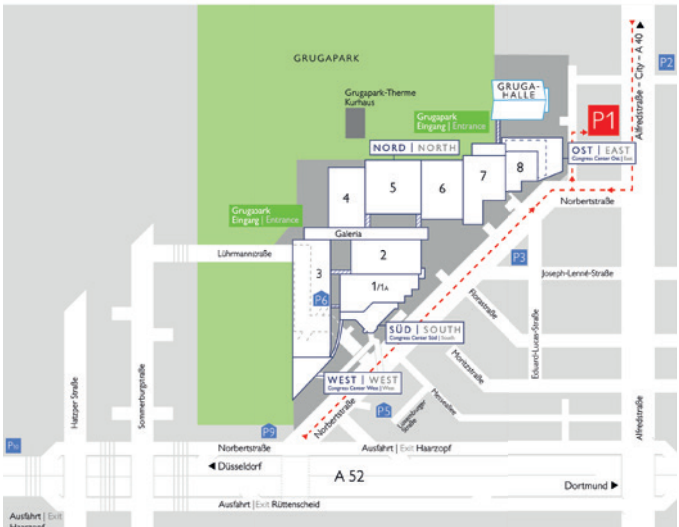 GRUGAPARK
Grugapark-Therme
Kurhaus
GRUGA-
HALLE
P2
Alfredstraße – City – A 40
P1
Grugapark
Eingang | Entrance
NORD | NORTH
OST | EAST
Congress Center Ost | East
4
5
6
7
8
Norbertstraße
Grugapark
Eingang | Entrance
Galeria
Lührmannstraße
3
2
P3
Joseph-Lenné-Straße
1/1A
P6
Florastraße
SÜD | SOUTH
Congress Center Süd | South
Eduard-Lucas-Straße
Moritzstraße
WEST | WEST
Congress Center West | West
Hatzper Straße
Sommerburgstraße
P5
Luxemburger
Straße
Norbertstraße
P9
Alfredstraße
Norbertstraße
Ausfahrt | Exit Haarzopf
Düsseldorf
A 52
Dortmund
Ausfahrt | Exit Rüttenscheid
Ausfahrt | Exit
Haarzopf